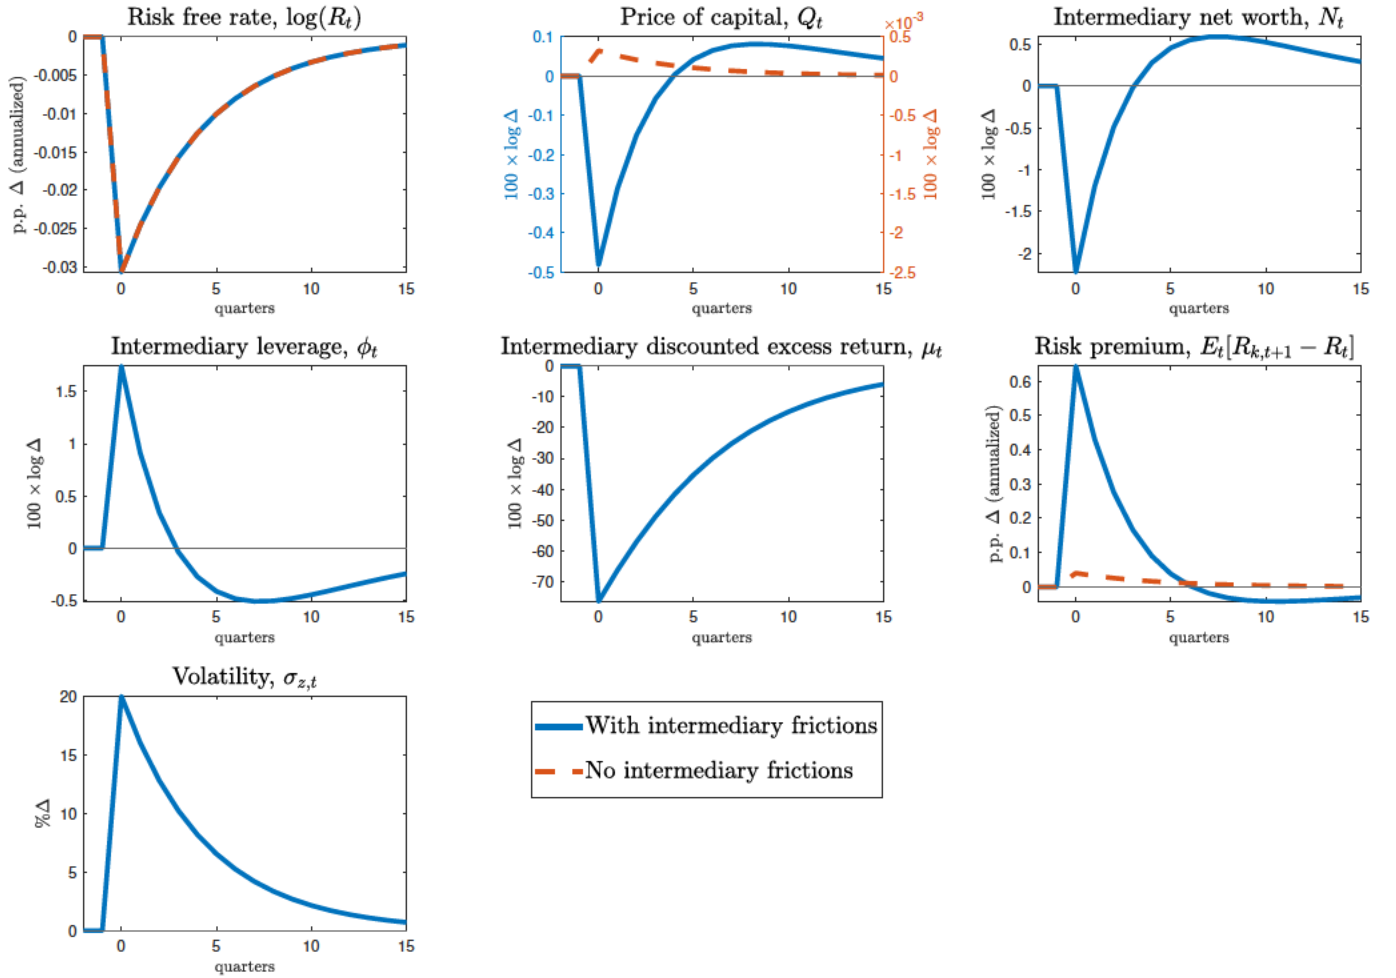 Risk free rate, log(R_t)
p.p. Δ (annualized)
0
-0.005
-0.01
-0.015
-0.02
-0.025
-0.03
0 5 10 15
quarters
Price of capital, Q_t
×10⁻³
100 × log Δ
0.1
0
-0.1
-0.2
-0.3
-0.4
-0.5
0.5
0
-0.5
-1
-1.5
-2
-2.5
100 × log Δ
0 5 10 15
quarters
Intermediary net worth, N_t
100 × log Δ
0.5
0
-0.5
-1
-1.5
-2
0 5 10 15
quarters
Intermediary leverage, ϕ_t
100 × log Δ
1.5
1
0.5
0
-0.5
0 5 10 15
quarters
Intermediary discounted excess return, μ_t
100 × log Δ
0
-10
-20
-30
-40
-50
-60
-70
0 5 10 15
quarters
Risk premium, E_t[R_{k,t+1} − R_t]
p.p. Δ (annualized)
0.6
0.5
0.4
0.3
0.2
0.1
0
0 5 10 15
quarters
Volatility, σ_{z,t}
%Δ
20
15
10
5
0
0 5 10 15
quarters
With intermediary frictions
No intermediary frictions